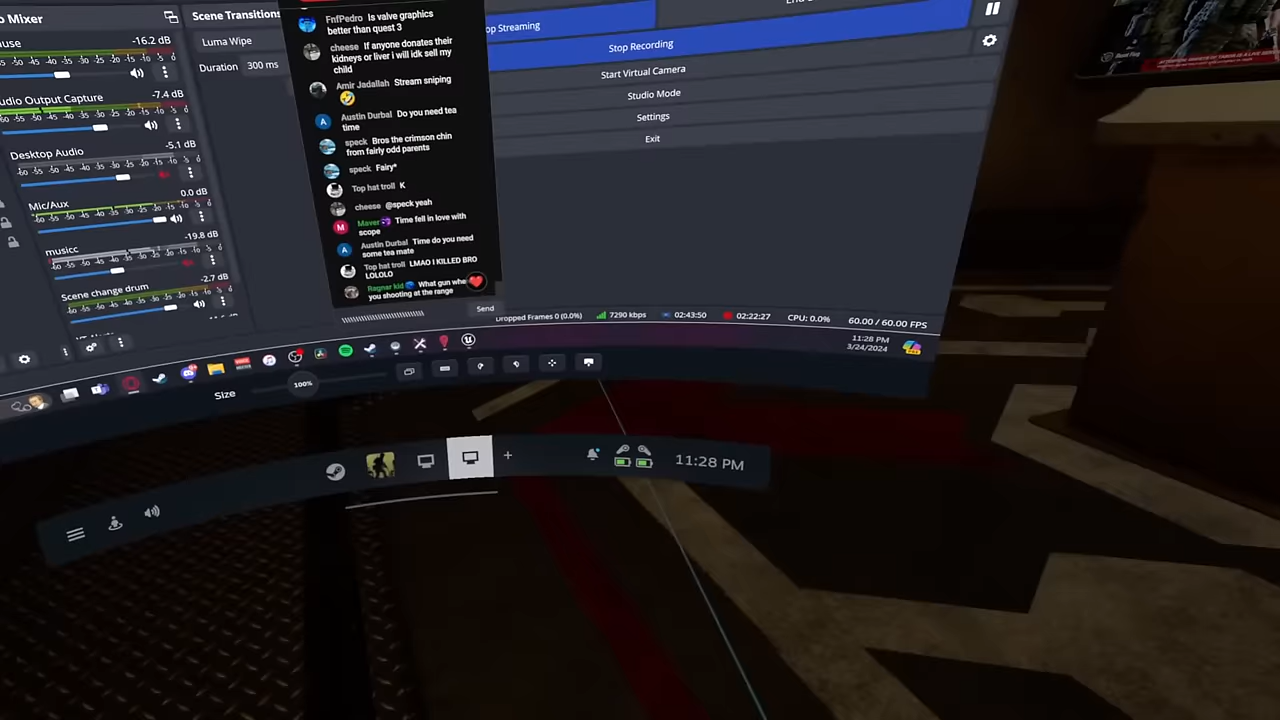 o Mixer
ause
-16.2 dB
udio Output Capture
-7.4 dB
Desktop Audio
-5.1 dB
Mic/Aux
0.0 dB
musicc
-19.8 dB
Scene change drum
-2.7 dB
Scene Transitions
Luma Wipe
Duration 300 ms
FnfPedro Is valve graphics
better than quest 3
cheese If anyone donates their
kidneys or liver i will idk sell my
child
Amir Jadallah Stream sniping
🤣
Austin Durbal Do you need tea
time
speck Bros the crimson chin
from fairly odd parents
speck Fairy*
Top hat troll K
cheese @speck yeah
Maver Time fell in love with
scope
Austin Durbal Time do you need
some tea mate
Top hat troll LMAO I KILLED BRO
LOLOLO
Ragnar kid What gun whe
you shooting at the range
Send
op Streaming
Stop Recording
Start Virtual Camera
Studio Mode
Settings
Exit
Dropped Frames 0 (0.0%)
7290 kbps
02:43:50
02:22:27
CPU: 0.0%
60.00 / 60.00 FPS
11:28 PM
3/24/2024
Size
100%
11:28 PM